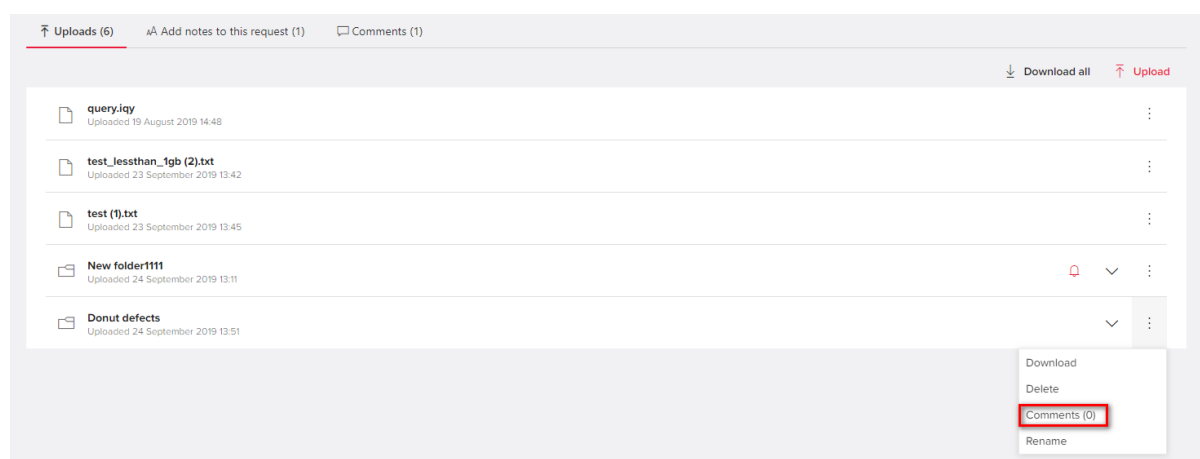 Uploads (6) AA Add notes to this request (1) Comments (1)
Download all Upload
query.iqy
Uploaded 19 August 2019 14:48
test_lessthan_1gb (2).txt
Uploaded 23 September 2019 13:42
test (1).txt
Uploaded 23 September 2019 13:45
New folder1111
Uploaded 24 September 2019 13:11
Donut defects
Uploaded 24 September 2019 13:51
Download
Delete
Comments (0)
Rename